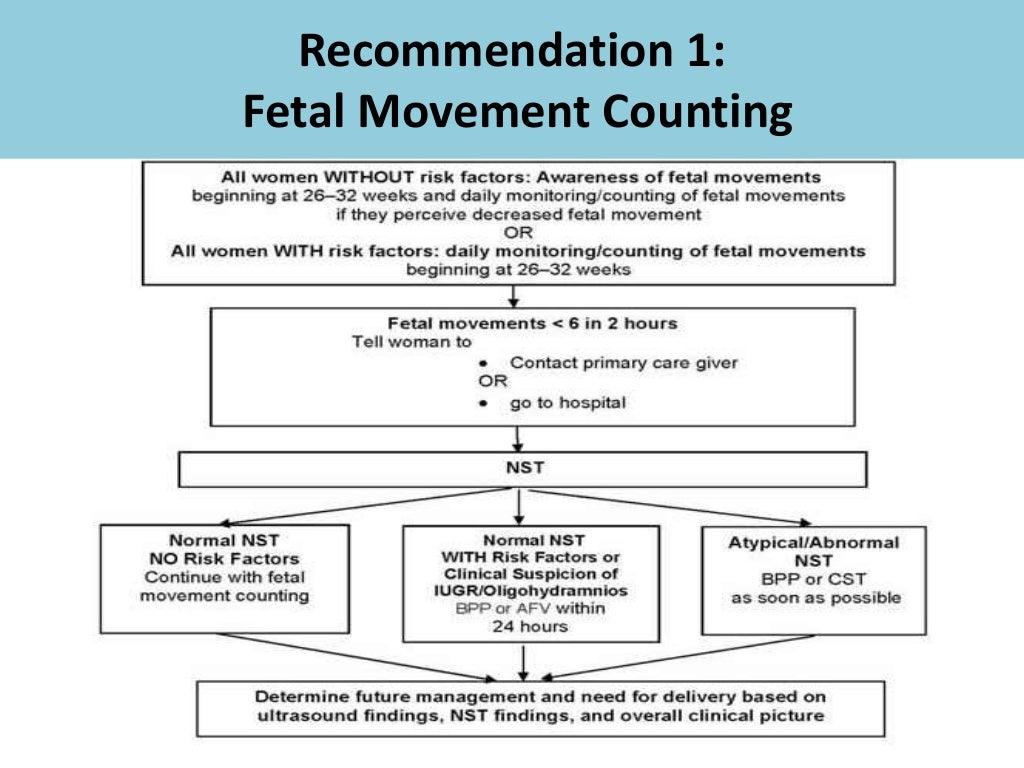 Recommendation 1:
Fetal Movement Counting
All women WITHOUT risk factors: Awareness of fetal movements
beginning at 26–32 weeks and daily monitoring/counting of fetal movements
if they perceive decreased fetal movement
OR
All women WITH risk factors: daily monitoring/counting of fetal movements
beginning at 26–32 weeks
Fetal movements < 6 in 2 hours
Tell woman to
• Contact primary care giver
OR
• go to hospital
NST
Normal NST
NO Risk Factors
Continue with fetal
movement counting
Normal NST
WITH Risk Factors or
Clinical Suspicion of
IUGR/Oligohydramnios
BPP or AFV within
24 hours
Atypical/Abnormal
NST
BPP or CST
as soon as possible
Determine future management and need for delivery based on
ultrasound findings, NST findings, and overall clinical picture